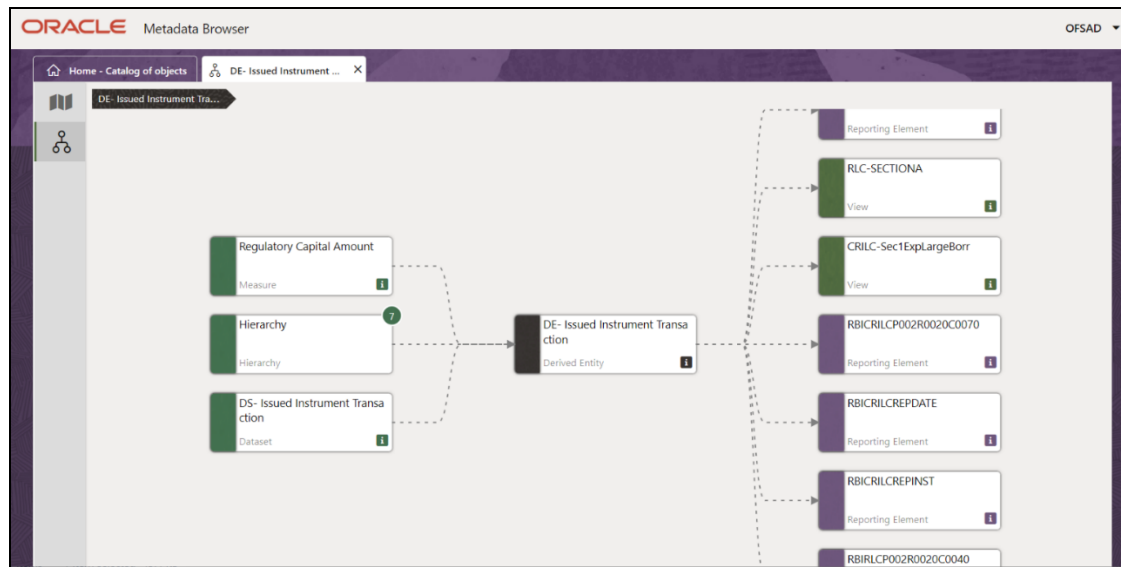 ORACLE Metadata Browser
OFSAD
Home - Catalog of objects
DE- Issued Instrument ...
DE- Issued Instrument Tra...
Regulatory Capital Amount
Measure
Hierarchy
7
Hierarchy
DS- Issued Instrument Transa
ction
Dataset
DE- Issued Instrument Transa
ction
Derived Entity
Reporting Element
RLC-SECTIONA
View
CRILC-Sec1ExpLargeBorr
View
RBICRILCP002R0020C0070
Reporting Element
RBICRILCREPDATE
Reporting Element
RBICRILCREPINST
Reporting Element
RBIRLCP002R0020C0040